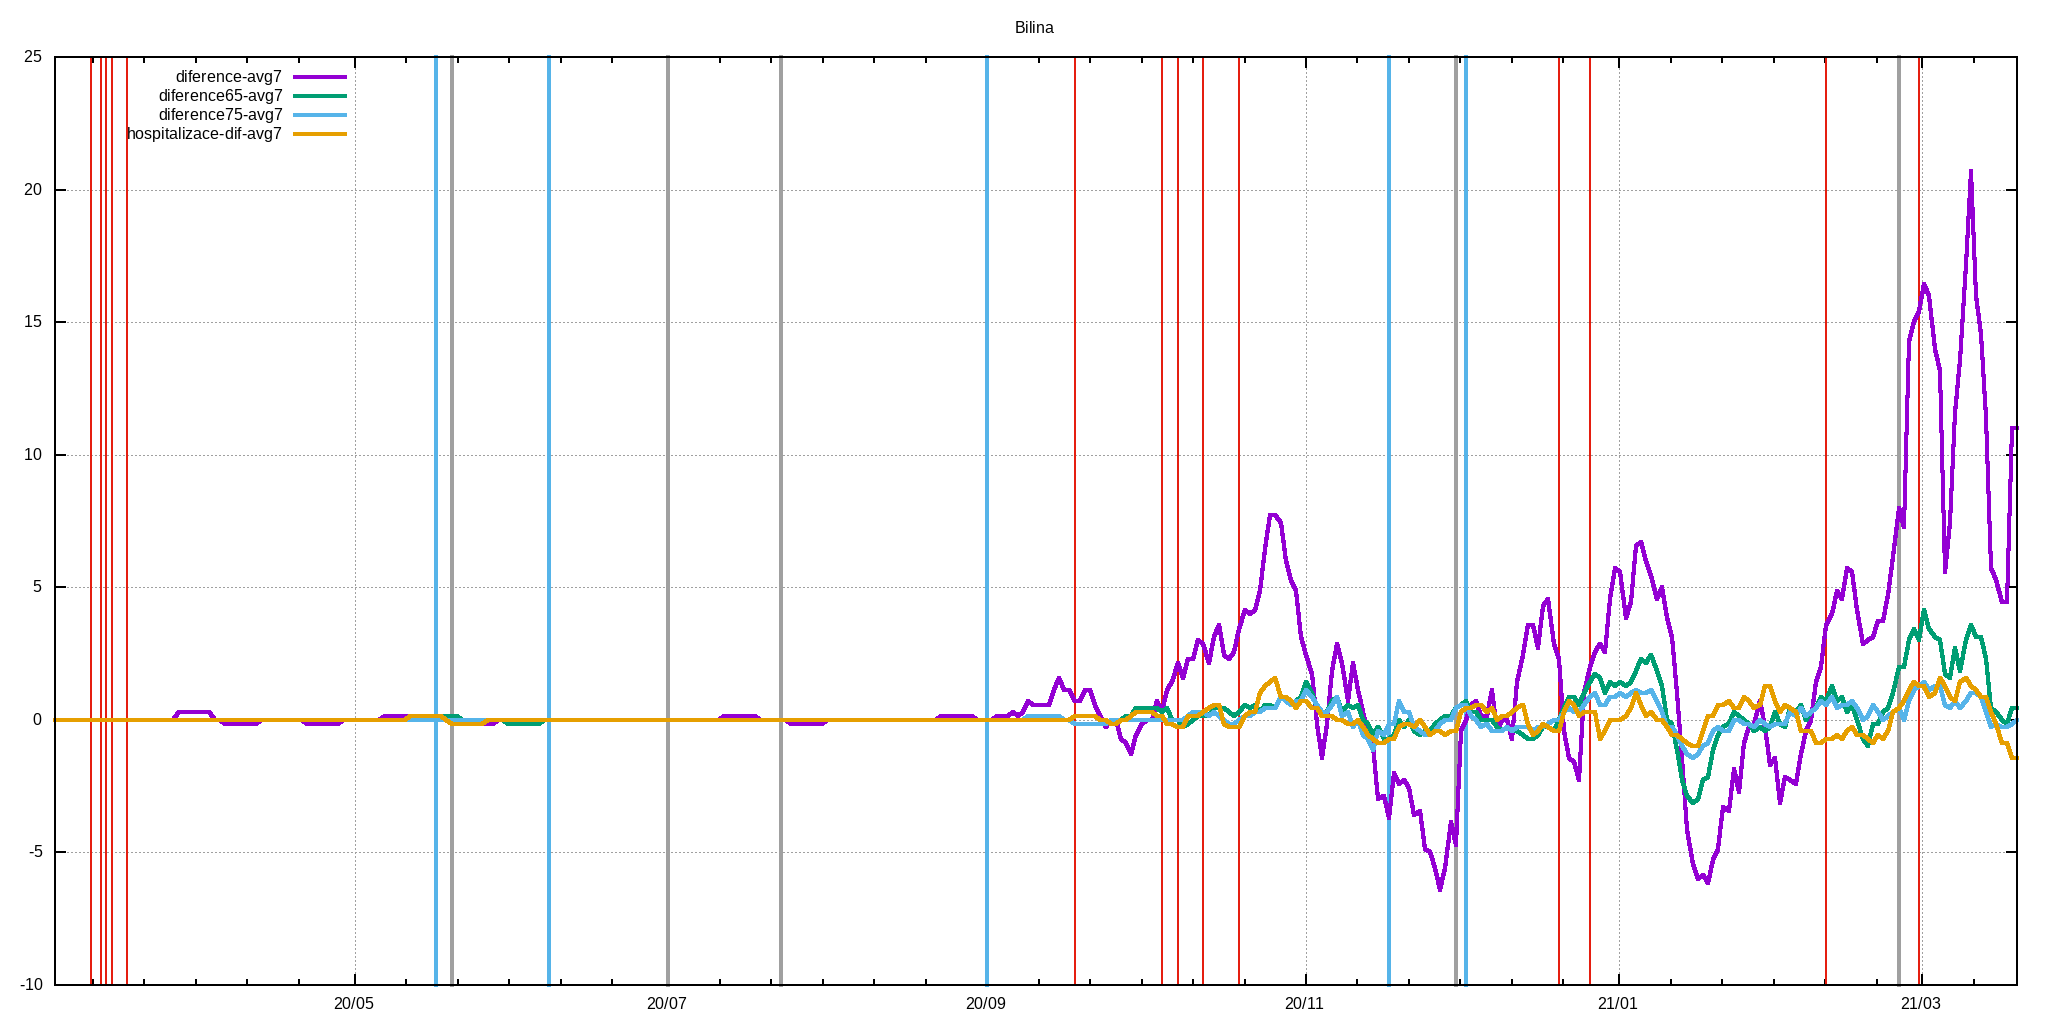 Bilina
25
20
15
10
5
0
-5
-10
diference-avg7
diference65-avg7
diference75-avg7
hospitalizace-dif-avg7
20/05 20/07 20/09 20/11 21/01 21/03